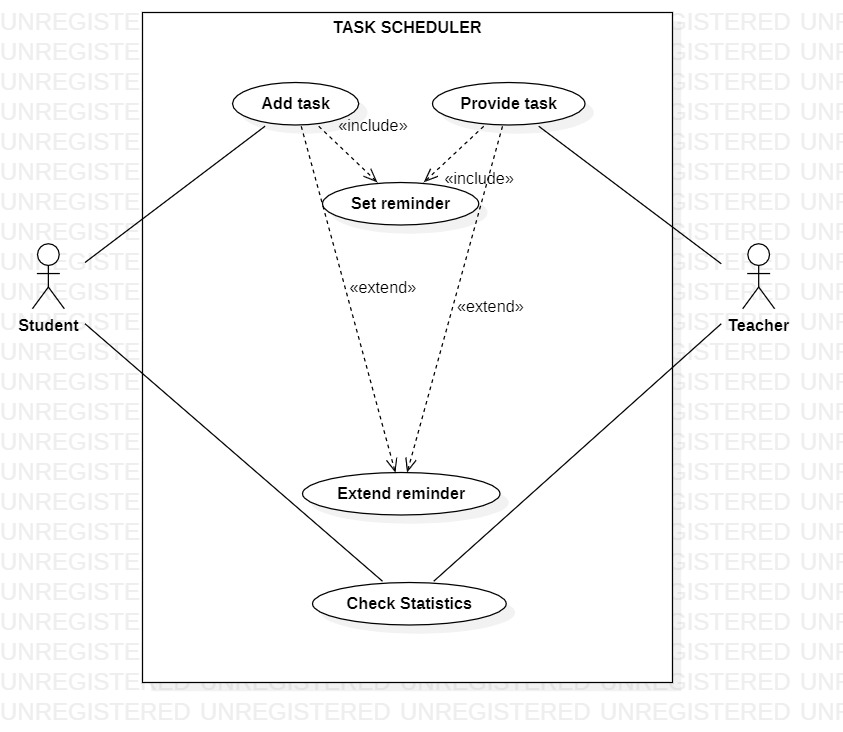 TASK SCHEDULER
Add task
Provide task
«include»
«include»
Set reminder
«extend»
«extend»
Student
Teacher
Extend reminder
Check Statistics
UNREGISTERED UNREGISTERED UNREGISTERED UNREGISTERED